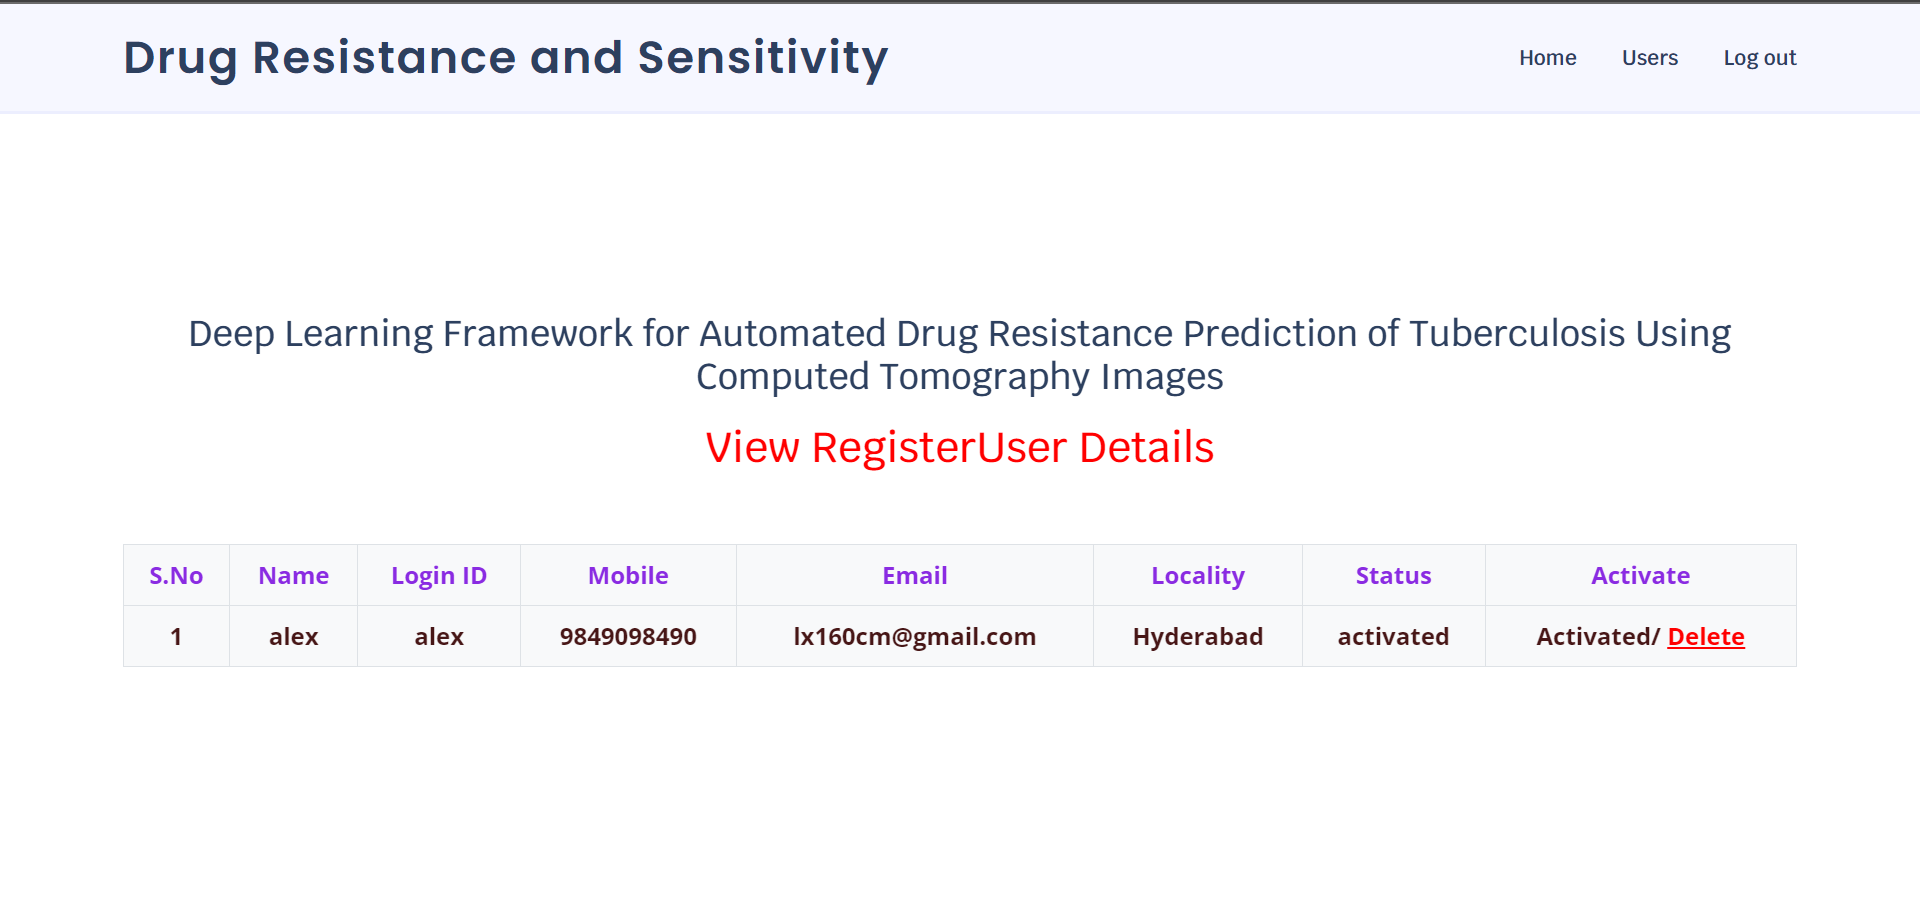 Drug Resistance and Sensitivity
Home Users Log out
Deep Learning Framework for Automated Drug Resistance Prediction of Tuberculosis Using
Computed Tomography Images
View RegisterUser Details
S.No Name Login ID Mobile Email Locality Status Activate
1 alex alex 9849098490 lx160cm@gmail.com Hyderabad activated Activated/ Delete